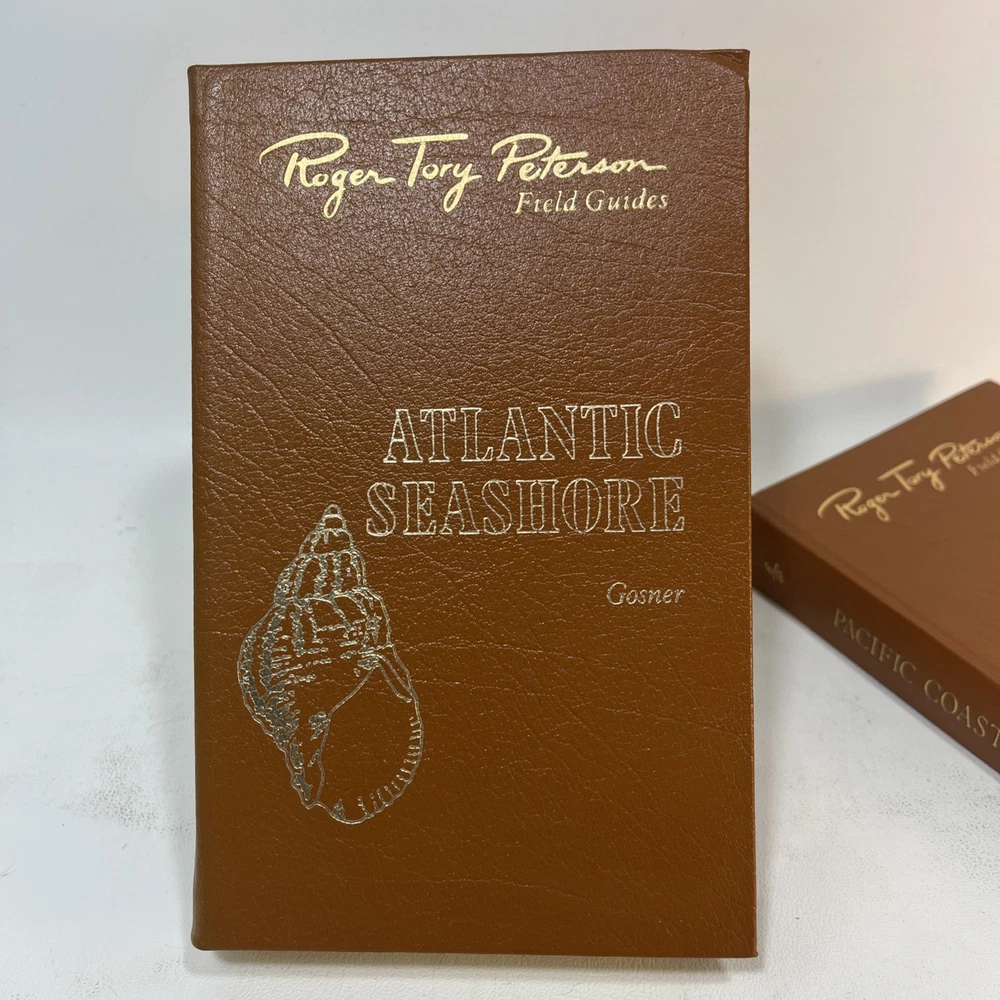 Roger Tory Peterson
Field Guides
ATLANTIC
SEASHORE
Gosner
Roger Tory Peterson
PACIFIC COAST